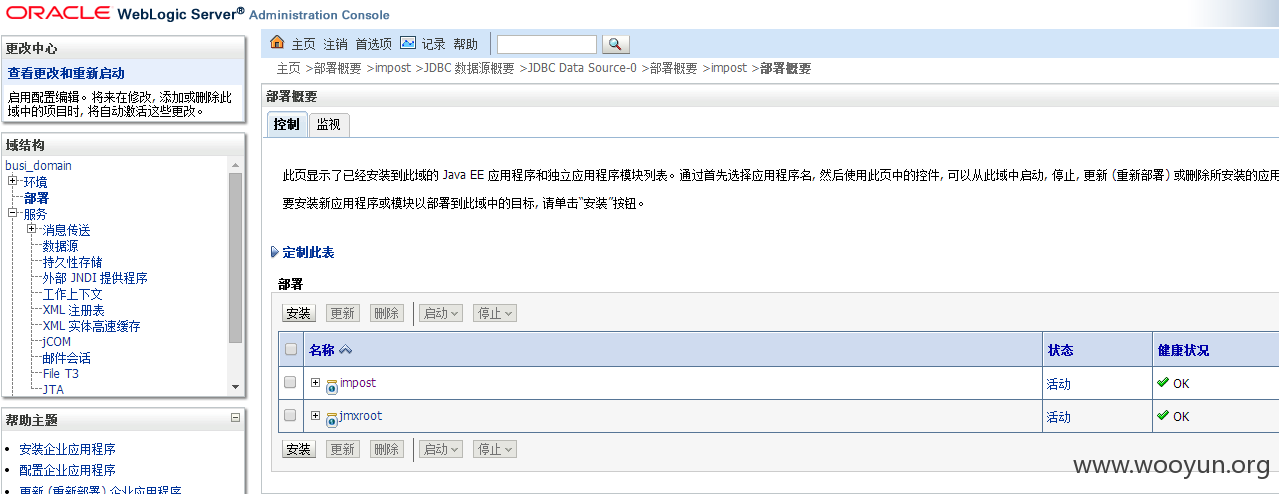 ORACLE WebLogic Server® Administration Console
更改中心
查看更改和重新启动
启用配置编辑。将来在修改, 添加或删除此
域中的项目时, 将自动激活这些更改。
域结构
busi_domain
环境
部署
服务
消息传送
数据源
持久性存储
外部 JNDI 提供程序
工作上下文
XML 注册表
XML 实体高速缓存
jCOM
邮件会话
File T3
JTA
帮助主题
安装企业应用程序
配置企业应用程序
更新 (重新部署) 企业应用程序
主页 注销 首选项 记录 帮助
主页 >部署概要 >impost >JDBC 数据源概要 >JDBC Data Source-0 >部署概要 >impost >部署概要
部署概要
控制 监视
此页显示了已经安装到此域的 Java EE 应用程序和独立应用程序模块列表。通过首先选择应用程序名, 然后使用此页中的控件, 可以从此域中启动, 停止, 更新 (重新部署) 或删除所安装的应用
要安装新应用程序或模块以部署到此域中的目标, 请单击“安装”按钮。
定制此表
部署
安装 更新 删除 启动 停止
名称 状态 健康状况
impost 活动 OK
jmxroot 活动 OK
安装 更新 删除 启动 停止
www.wooyun.org